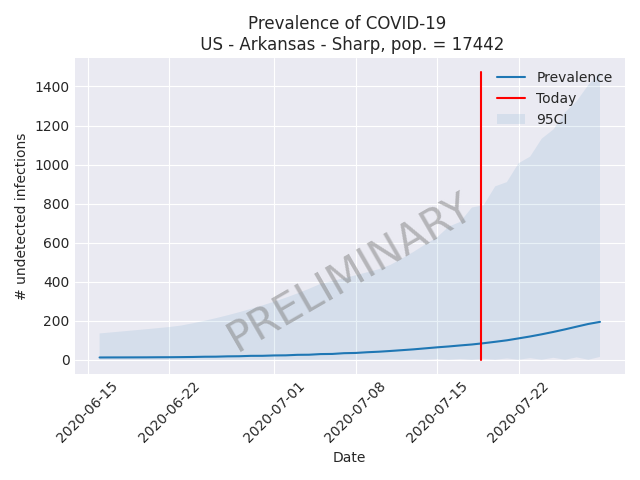 Prevalence of COVID-19
US - Arkansas - Sharp, pop. = 17442
Prevalence
Today
95CI
PRELIMINARY
# undetected infections
1400
1200
1000
800
600
400
200
0
2020-06-15
2020-06-22
2020-07-01
2020-07-08
2020-07-15
2020-07-22
Date